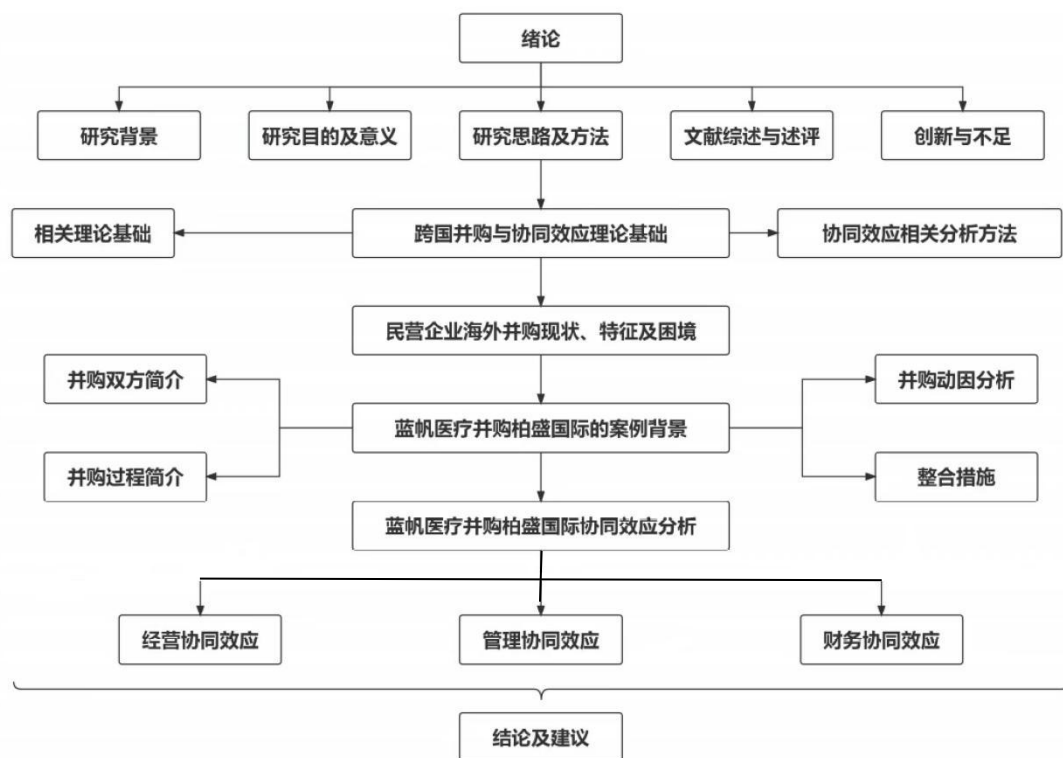 绪论
研究背景
研究目的及意义
研究思路及方法
文献综述与述评
创新与不足
相关理论基础
跨国并购与协同效应理论基础
协同效应相关分析方法
民营企业海外并购现状、特征及困境
并购双方简介
并购动因分析
蓝帆医疗并购柏盛国际的案例背景
并购过程简介
整合措施
蓝帆医疗并购柏盛国际协同效应分析
经营协同效应
管理协同效应
财务协同效应
结论及建议